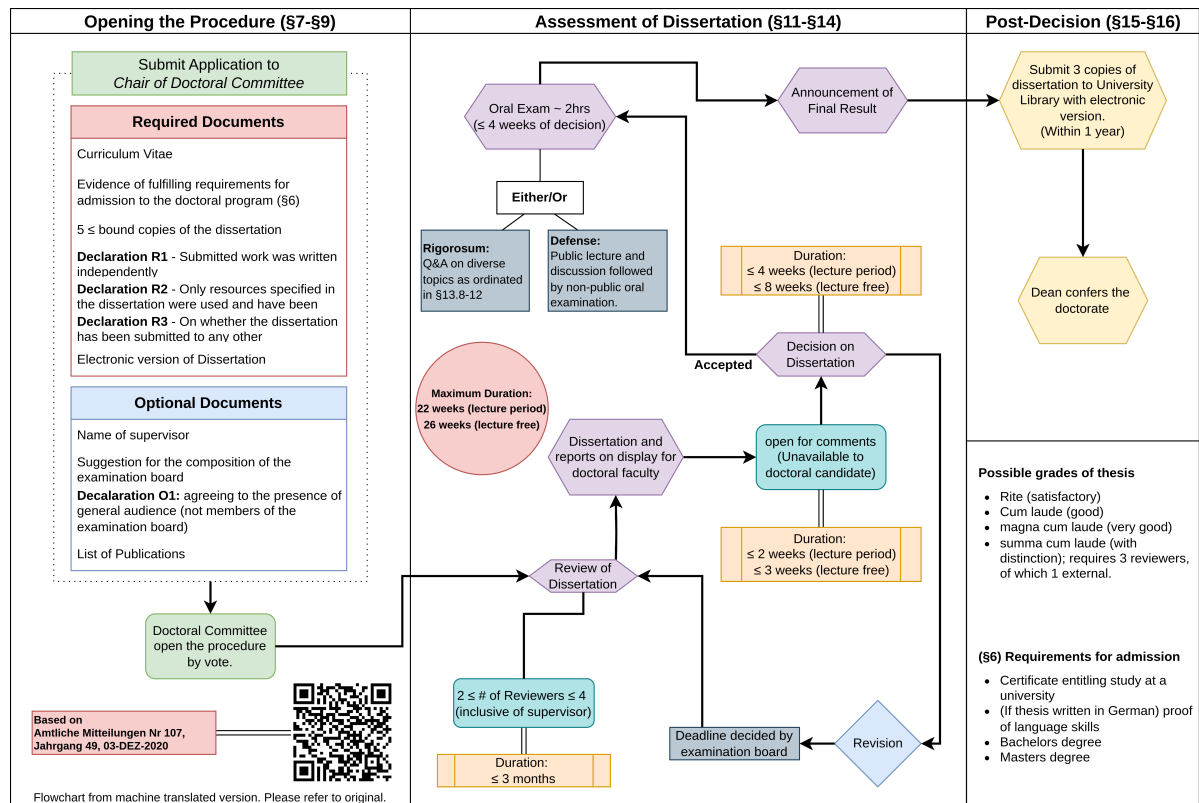 Opening the Procedure (§7-§9)
Submit Application to
Chair of Doctoral Committee
Required Documents
Curriculum Vitae
Evidence of fulfilling requirements for
admission to the doctoral program (§6)
5 ≤ bound copies of the dissertation
Declaration R1 - Submitted work was written
independently
Declaration R2 - Only resources specified in
the dissertation were used and have been
Declaration R3 - On whether the dissertation
has been submitted to any other
Electronic version of Dissertation
Optional Documents
Name of supervisor
Suggestion for the composition of the
examination board
Decalaration O1: agreeing to the presence of
general audience (not members of the
examination board)
List of Publications
Doctoral Committee
open the procedure
by vote.
Based on
Amtliche Mitteilungen Nr 107,
Jahrgang 49, 03-DEZ-2020
Flowchart from machine translated version. Please refer to original.
Assessment of Dissertation (§11-§14)
Oral Exam ~ 2hrs
(≤ 4 weeks of decision)
Announcement of
Final Result
Either/Or
Rigorosum:
Q&A on diverse
topics as ordinated
in §13.8-12
Defense:
Public lecture and
discussion followed
by non-public oral
examination.
Duration:
≤ 4 weeks (lecture period)
≤ 8 weeks (lecture free)
Decision on
Dissertation
Accepted
Maximum Duration:
22 weeks (lecture period)
26 weeks (lecture free)
Dissertation and
reports on display for
doctoral faculty
open for comments
(Unavailable to
doctoral candidate)
Duration:
≤ 2 weeks (lecture period)
≤ 3 weeks (lecture free)
Review of
Dissertation
2 ≤ # of Reviewers ≤ 4
(inclusive of supervisor)
Duration:
≤ 3 months
Deadline decided by
examination board
Revision
Post-Decision (§15-§16)
Submit 3 copies of
dissertation to University
Library with electronic
version.
(Within 1 year)
Dean confers the
doctorate
Possible grades of thesis
• Rite (satisfactory)
• Cum laude (good)
• magna cum laude (very good)
• summa cum laude (with
distinction); requires 3 reviewers,
of which 1 external.
(§6) Requirements for admission
• Certificate entitling study at a
university
• (If thesis written in German) proof
of language skills
• Bachelors degree
• Masters degree